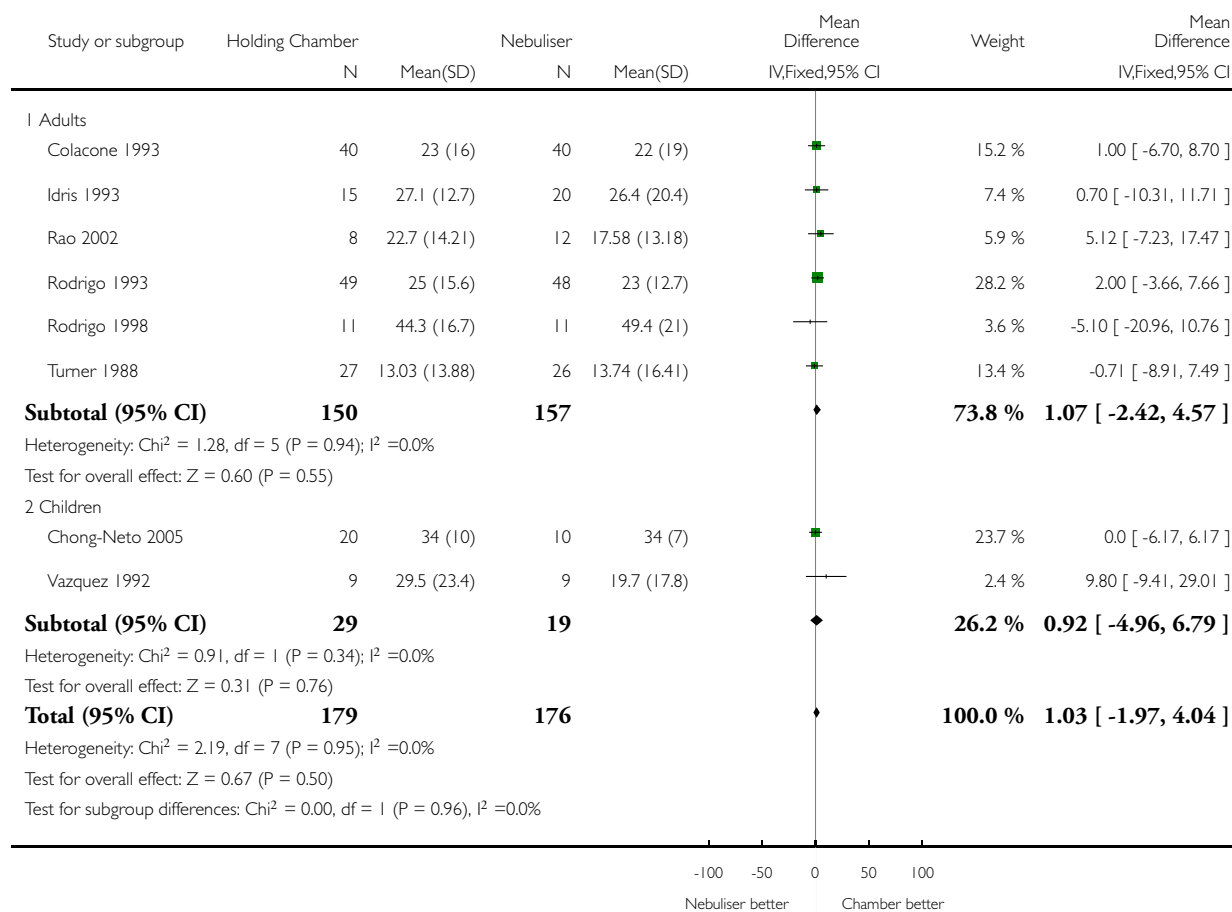 Mean Mean
Study or subgroup Holding Chamber Nebuliser Difference Weight Difference
N Mean(SD) N Mean(SD) IV,Fixed,95% CI IV,Fixed,95% CI
1 Adults
Colacone 1993 40 23 (16) 40 22 (19) 15.2 % 1.00 [ -6.70, 8.70 ]
Idris 1993 15 27.1 (12.7) 20 26.4 (20.4) 7.4 % 0.70 [ -10.31, 11.71 ]
Rao 2002 8 22.7 (14.21) 12 17.58 (13.18) 5.9 % 5.12 [ -7.23, 17.47 ]
Rodrigo 1993 49 25 (15.6) 48 23 (12.7) 28.2 % 2.00 [ -3.66, 7.66 ]
Rodrigo 1998 11 44.3 (16.7) 11 49.4 (21) 3.6 % -5.10 [ -20.96, 10.76 ]
Turner 1988 27 13.03 (13.88) 26 13.74 (16.41) 13.4 % -0.71 [ -8.91, 7.49 ]
Subtotal (95% CI) 150 157 73.8 % 1.07 [ -2.42, 4.57 ]
Heterogeneity: Chi² = 1.28, df = 5 (P = 0.94); I² =0.0%
Test for overall effect: Z = 0.60 (P = 0.55)
2 Children
Chong-Neto 2005 20 34 (10) 10 34 (7) 23.7 % 0.0 [ -6.17, 6.17 ]
Vazquez 1992 9 29.5 (23.4) 9 19.7 (17.8) 2.4 % 9.80 [ -9.41, 29.01 ]
Subtotal (95% CI) 29 19 26.2 % 0.92 [ -4.96, 6.79 ]
Heterogeneity: Chi² = 0.91, df = 1 (P = 0.34); I² =0.0%
Test for overall effect: Z = 0.31 (P = 0.76)
Total (95% CI) 179 176 100.0 % 1.03 [ -1.97, 4.04 ]
Heterogeneity: Chi² = 2.19, df = 7 (P = 0.95); I² =0.0%
Test for overall effect: Z = 0.67 (P = 0.50)
Test for subgroup differences: Chi² = 0.00, df = 1 (P = 0.96), I² =0.0%
-100 -50 0 50 100
Nebuliser better Chamber better